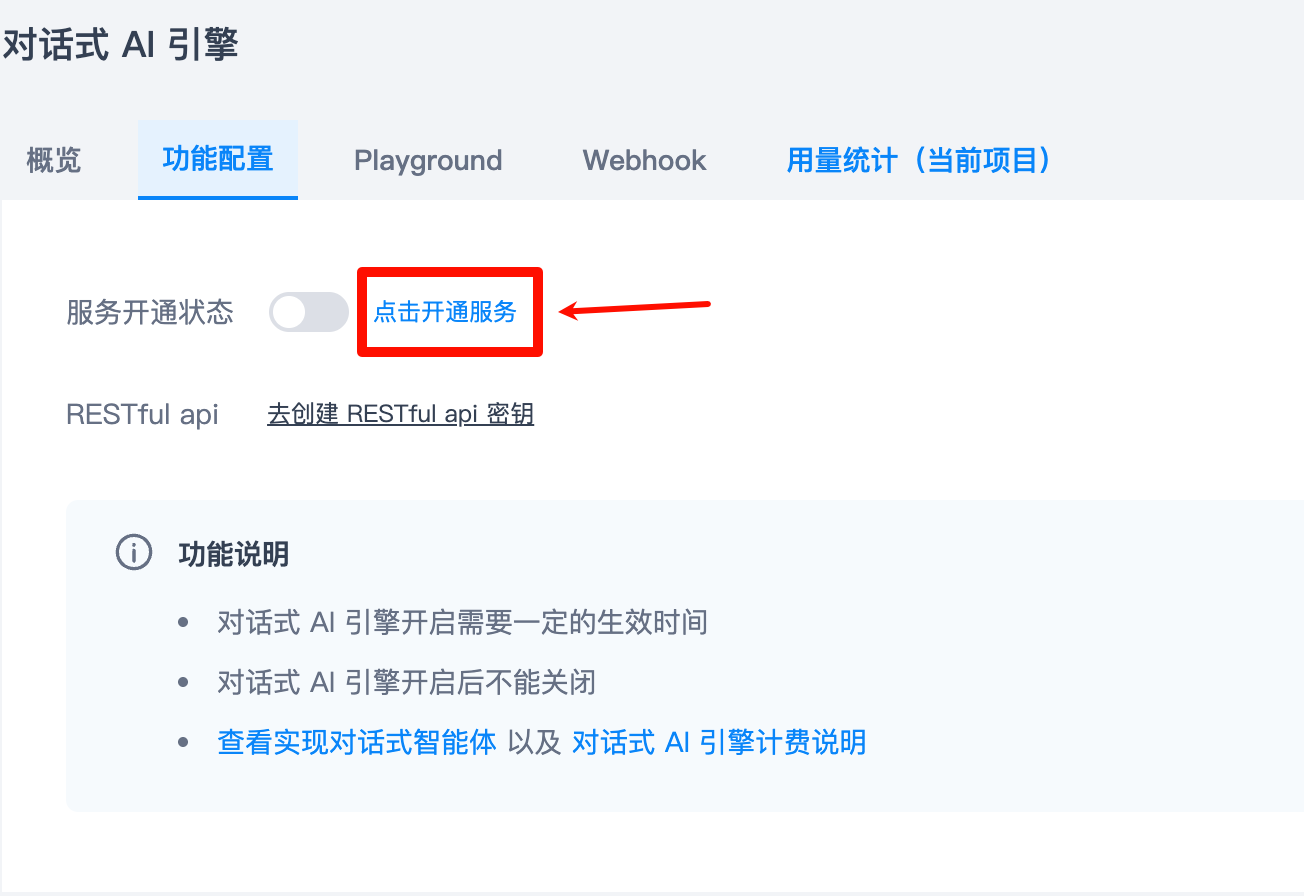 对话式 AI 引擎
概览 功能配置 Playground Webhook 用量统计（当前项目）
服务开通状态 点击开通服务
RESTful api 去创建 RESTful api 密钥
功能说明
• 对话式 AI 引擎开启需要一定的生效时间
• 对话式 AI 引擎开启后不能关闭
• 查看实现对话式智能体 以及 对话式 AI 引擎计费说明